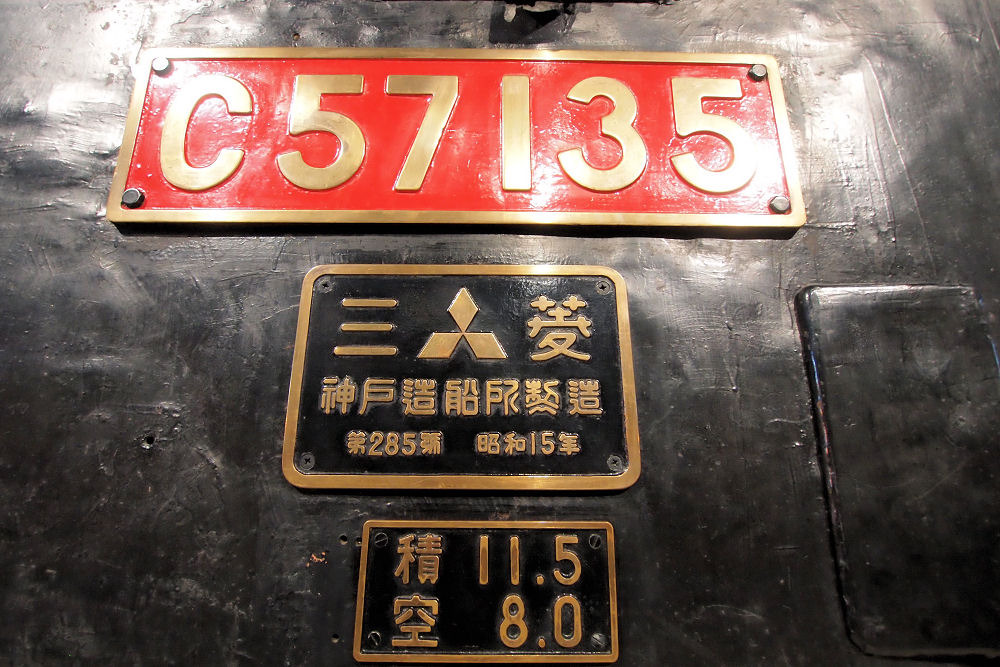 C57135
三 菱
神戸造船所製造
第285號 昭和15年
積 11.5
空 8.0